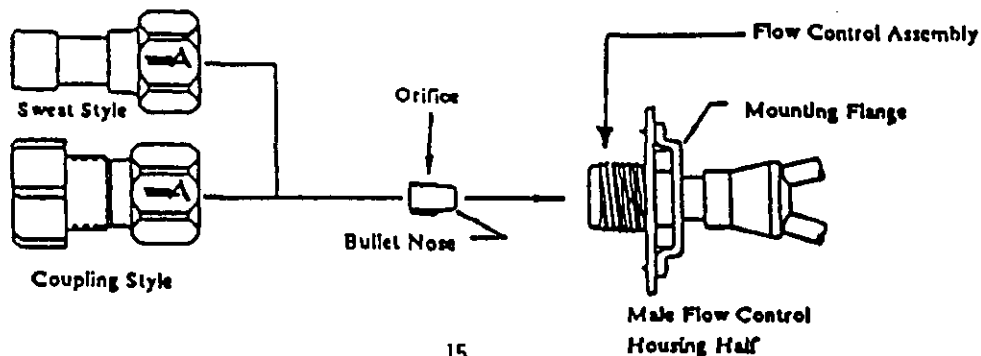 Flow Control Assembly
Sweat Style
Orifice
Mounting Flange
Bullet Nose
Coupling Style
Male Flow Control
Housing Half
15